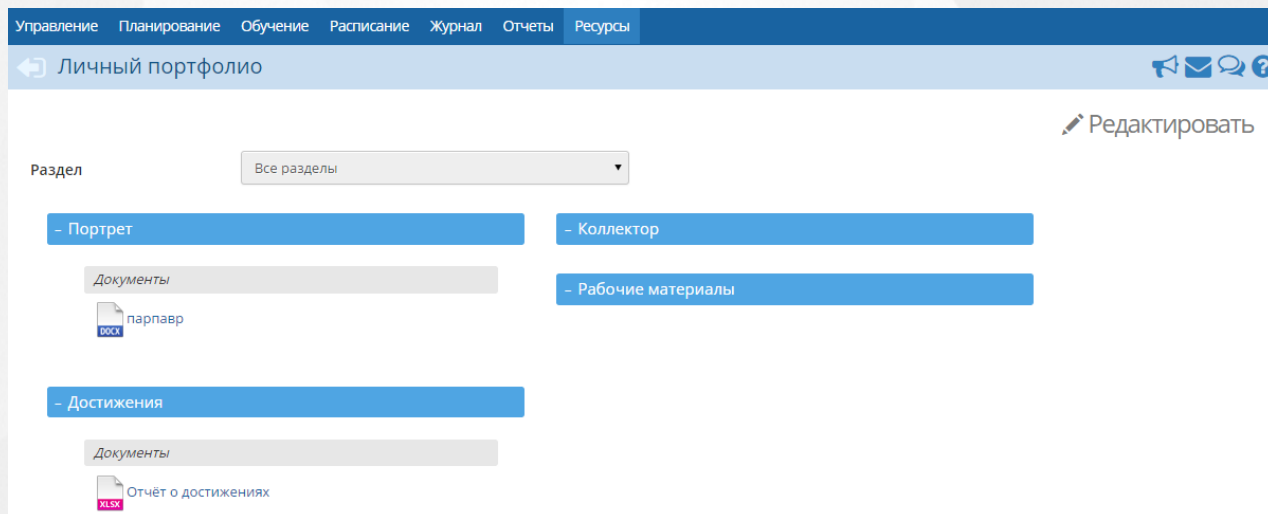 Управление Планирование Обучение Расписание Журнал Отчеты Ресурсы
Личный портфолио
Редактировать
Раздел Все разделы
– Портрет
Документы
DOCX парпавр
– Достижения
Документы
XLSX Отчёт о достижениях
– Коллектор
– Рабочие материалы